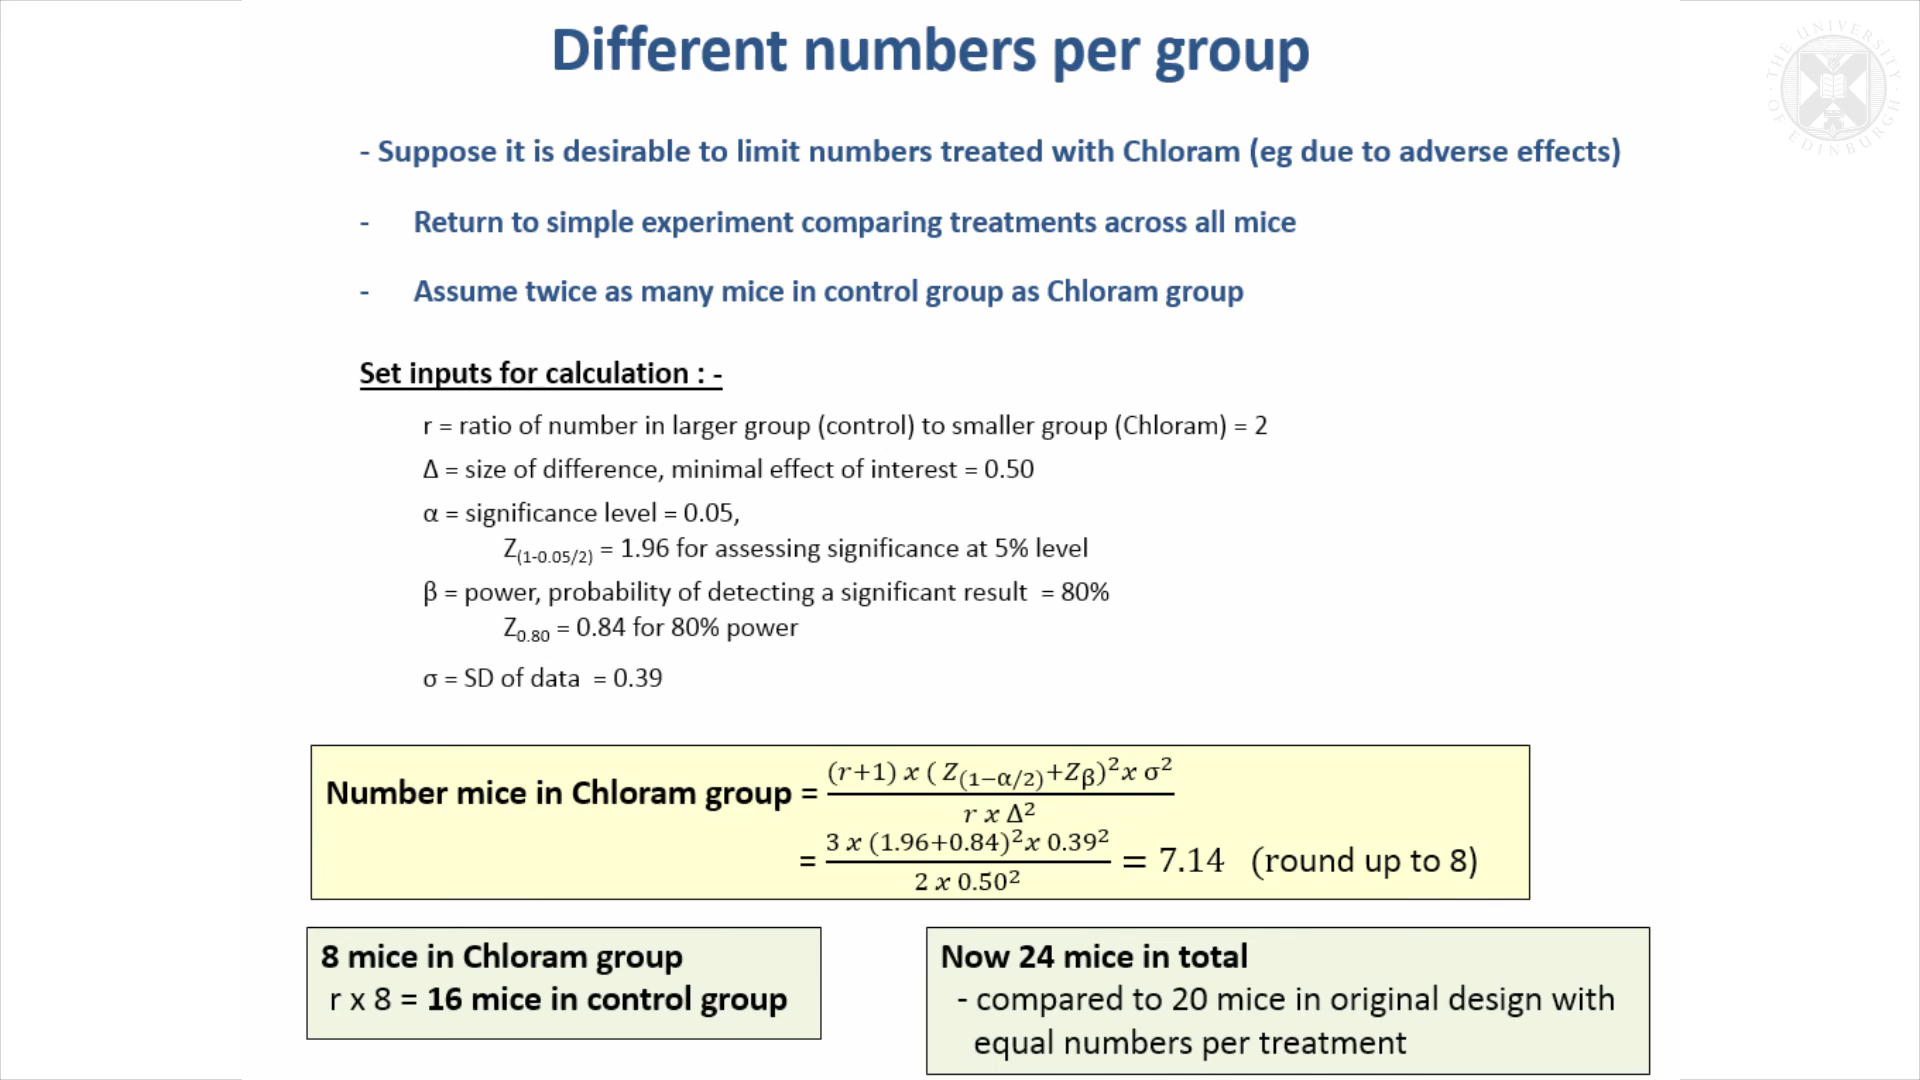 Different numbers per group
THE UNIVERSITY OF EDINBURGH
- Suppose it is desirable to limit numbers treated with Chloram (eg due to adverse effects)
- Return to simple experiment comparing treatments across all mice
- Assume twice as many mice in control group as Chloram group
Set inputs for calculation : -
r = ratio of number in larger group (control) to smaller group (Chloram) = 2
Δ = size of difference, minimal effect of interest = 0.50
α = significance level = 0.05,
Z(1-0.05/2) = 1.96 for assessing significance at 5% level
β = power, probability of detecting a significant result = 80%
Z0.80 = 0.84 for 80% power
σ = SD of data = 0.39
Number mice in Chloram group = (r+1) x ( Z(1−α/2)+Zβ)² x σ² / r x Δ²
= 3 x (1.96+0.84)² x 0.39² / 2 x 0.50² = 7.14 (round up to 8)
8 mice in Chloram group
r x 8 = 16 mice in control group
Now 24 mice in total
- compared to 20 mice in original design with
equal numbers per treatment